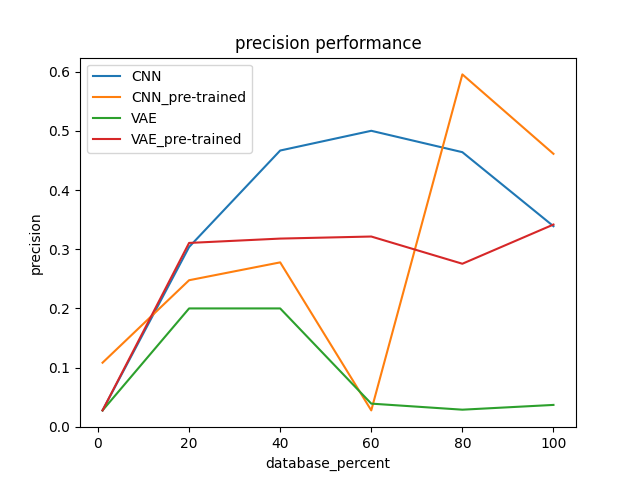 precision performance
CNN
CNN_pre-trained
VAE
VAE_pre-trained
precision
0.6
0.5
0.4
0.3
0.2
0.1
0.0
0 20 40 60 80 100
database_percent